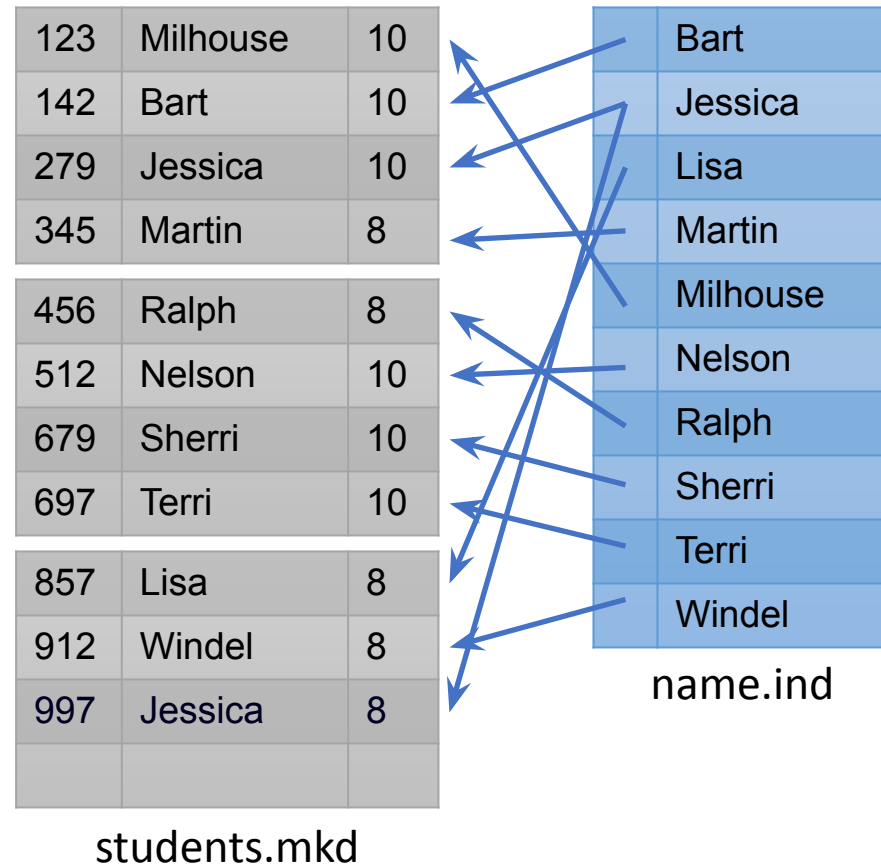 123 Milhouse 10
142 Bart 10
279 Jessica 10
345 Martin 8
456 Ralph 8
512 Nelson 10
679 Sherri 10
697 Terri 10
857 Lisa 8
912 Windel 8
997 Jessica 8
students.mkd
Bart
Jessica
Lisa
Martin
Milhouse
Nelson
Ralph
Sherri
Terri
Windel
name.ind